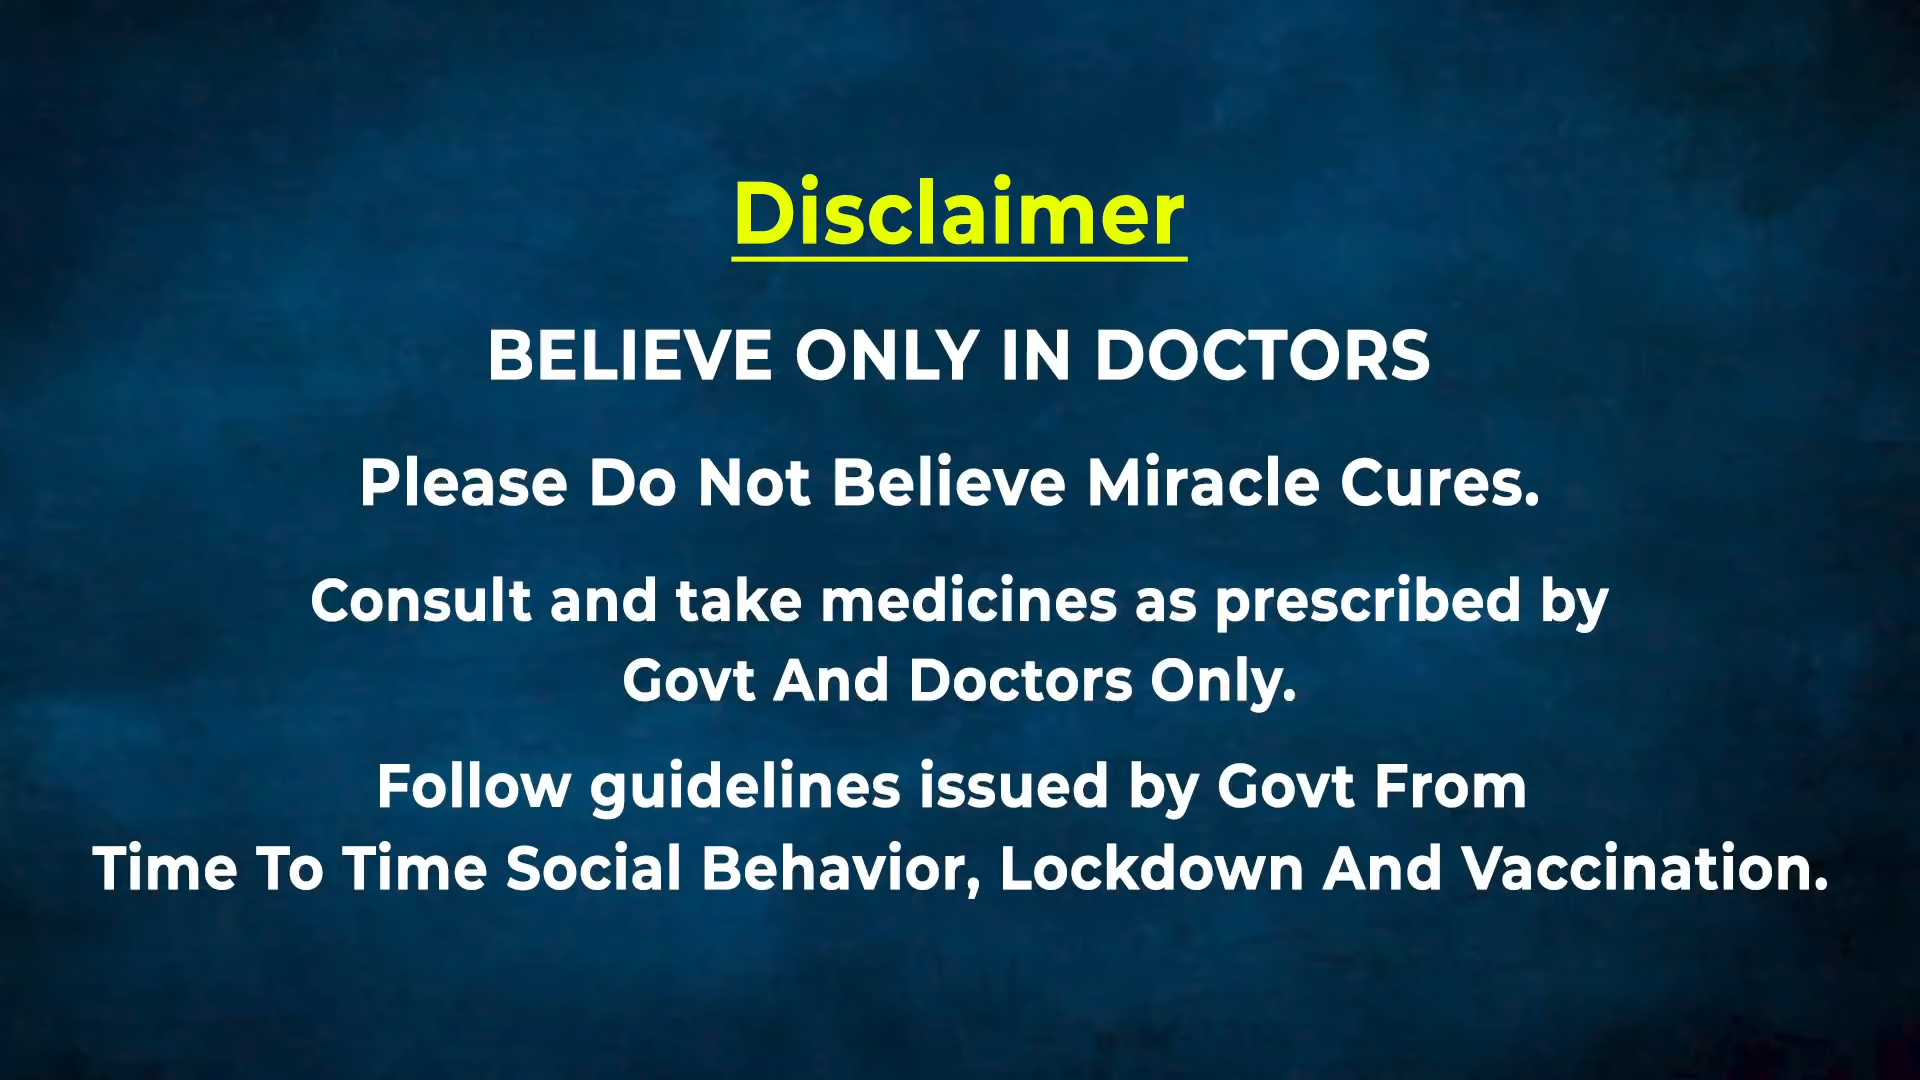 Disclaimer
BELIEVE ONLY IN DOCTORS
Please Do Not Believe Miracle Cures.
Consult and take medicines as prescribed by
Govt And Doctors Only.
Follow guidelines issued by Govt From
Time To Time Social Behavior, Lockdown And Vaccination.